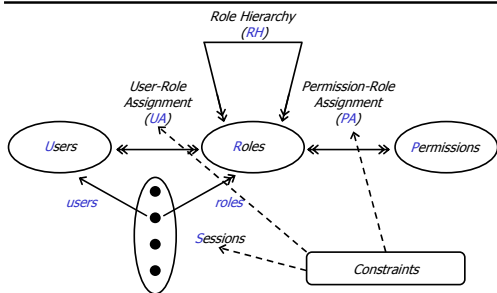 Role Hierarchy
(RH)
User-Role
Assignment
(UA)
Permission-Role
Assignment
(PA)
Users
Roles
Permissions
users
roles
Sessions
Constraints